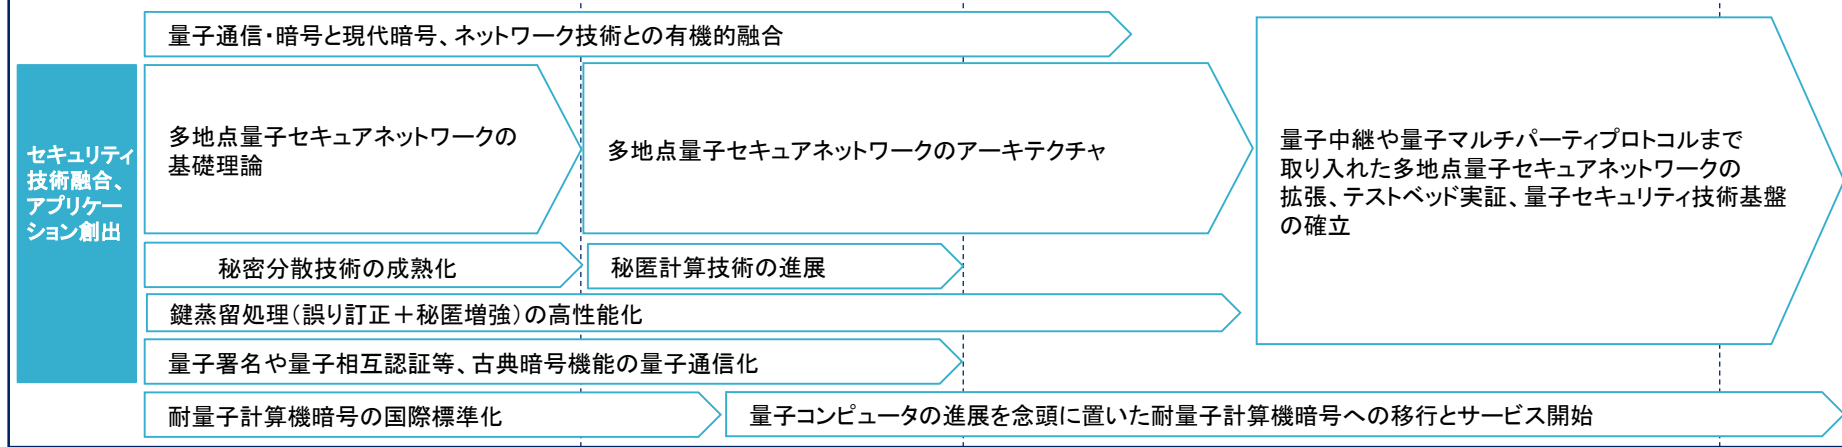 量子通信・暗号と現代暗号、ネットワーク技術との有機的融合
セキュリティ
技術融合、
アプリケー
ション創出
多地点量子セキュアネットワークの
基礎理論
多地点量子セキュアネットワークのアーキテクチャ
量子中継や量子マルチパーティプロトコルまで
取り入れた多地点量子セキュアネットワークの
拡張、テストベッド実証、量子セキュリティ技術基盤
の確立
秘密分散技術の成熟化
秘匿計算技術の進展
鍵蒸留処理（誤り訂正＋秘匿増強）の高性能化
量子署名や量子相互認証等、古典暗号機能の量子通信化
耐量子計算機暗号の国際標準化
量子コンピュータの進展を念頭に置いた耐量子計算機暗号への移行とサービス開始